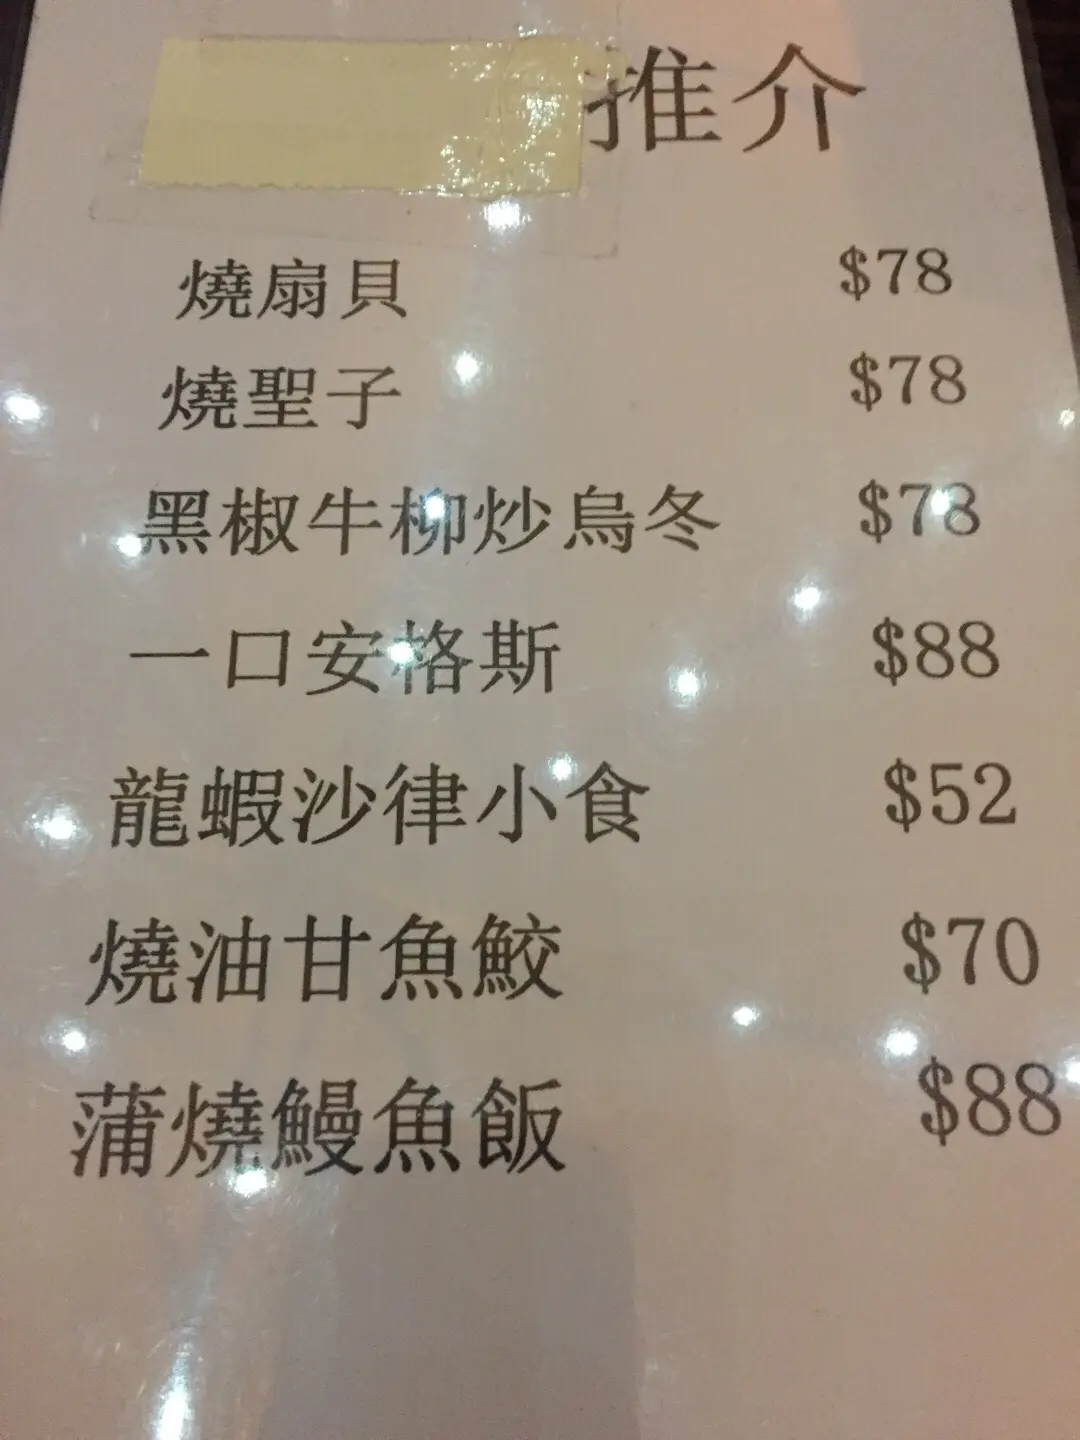 推介
燒扇貝 $78
燒聖子 $78
黑椒牛柳炒烏冬 $78
一口安格斯 $88
龍蝦沙律小食 $52
燒油甘魚鮫 $70
蒲燒鰻魚飯 $88